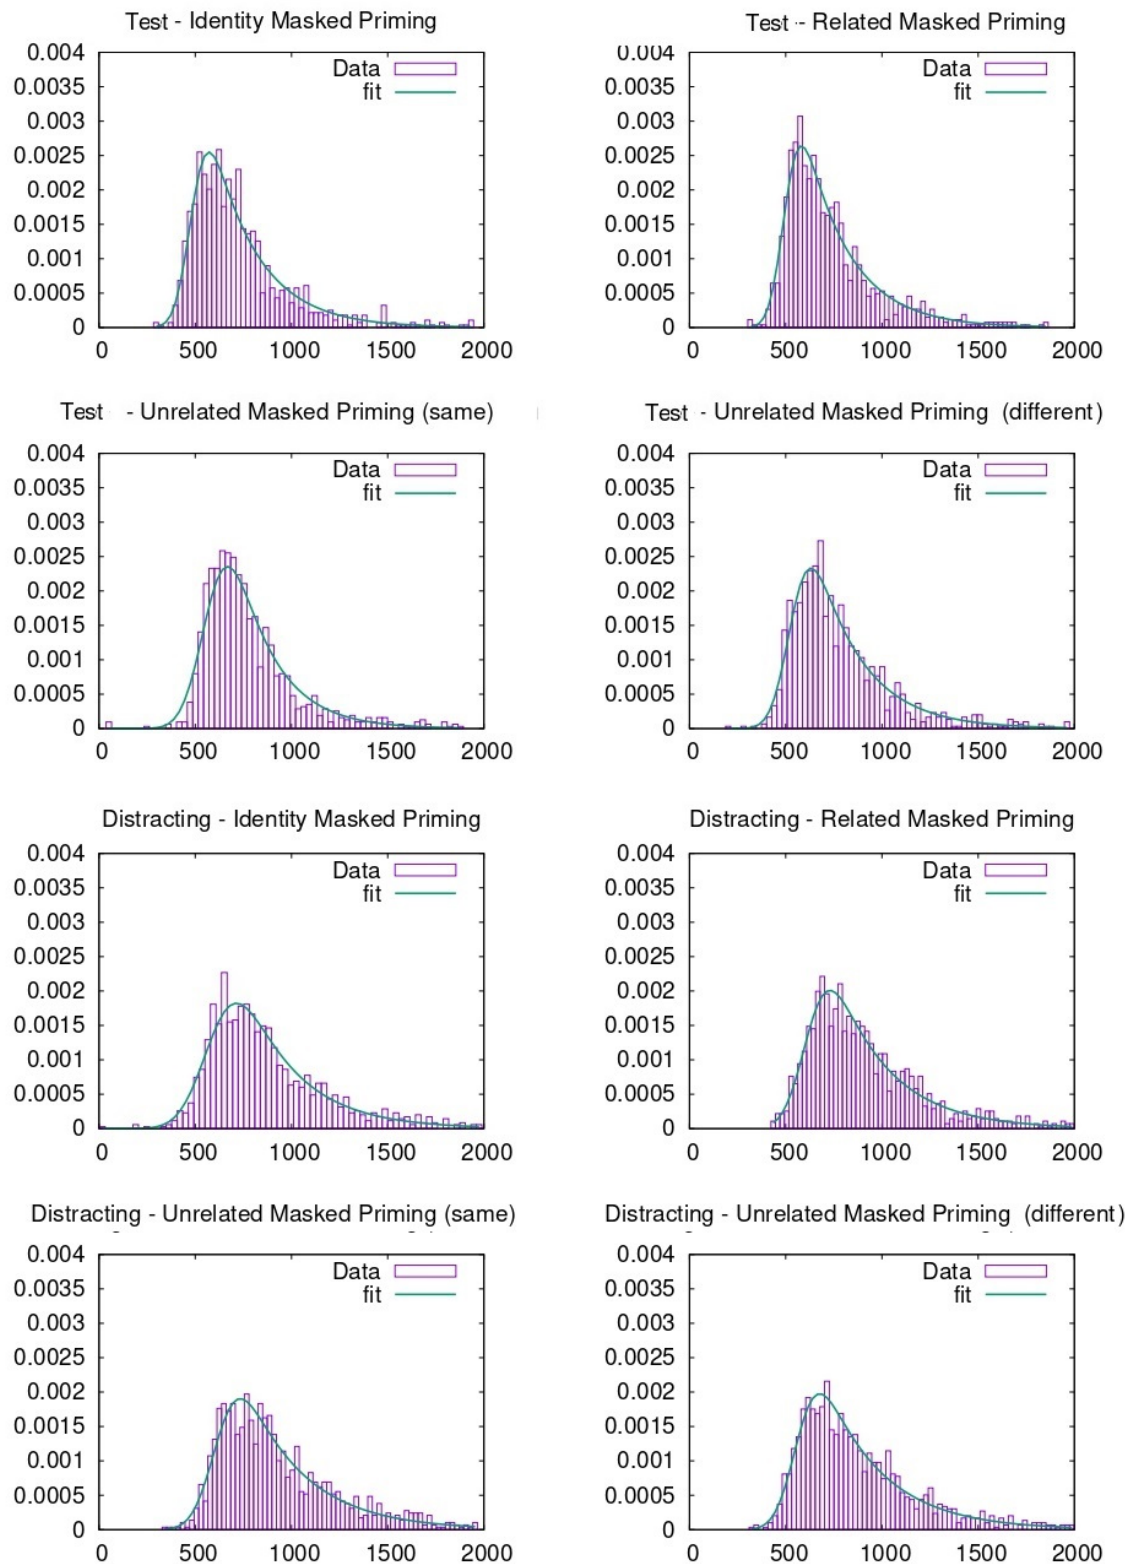 Test - Identity Masked Priming
0.004
0.0035
0.003
0.0025
0.002
0.0015
0.001
0.0005
0
0 500 1000 1500 2000
Data
fit
Test - Related Masked Priming
0.004
0.0035
0.003
0.0025
0.002
0.0015
0.001
0.0005
0
0 500 1000 1500 2000
Data
fit
Test - Unrelated Masked Priming (same)
0.004
0.0035
0.003
0.0025
0.002
0.0015
0.001
0.0005
0
0 500 1000 1500 2000
Data
fit
Test - Unrelated Masked Priming (different)
0.004
0.0035
0.003
0.0025
0.002
0.0015
0.001
0.0005
0
0 500 1000 1500 2000
Data
fit
Distracting - Identity Masked Priming
0.004
0.0035
0.003
0.0025
0.002
0.0015
0.001
0.0005
0
0 500 1000 1500 2000
Data
fit
Distracting - Related Masked Priming
0.004
0.0035
0.003
0.0025
0.002
0.0015
0.001
0.0005
0
0 500 1000 1500 2000
Data
fit
Distracting - Unrelated Masked Priming (same)
0.004
0.0035
0.003
0.0025
0.002
0.0015
0.001
0.0005
0
0 500 1000 1500 2000
Data
fit
Distracting - Unrelated Masked Priming (different)
0.004
0.0035
0.003
0.0025
0.002
0.0015
0.001
0.0005
0
0 500 1000 1500 2000
Data
fit